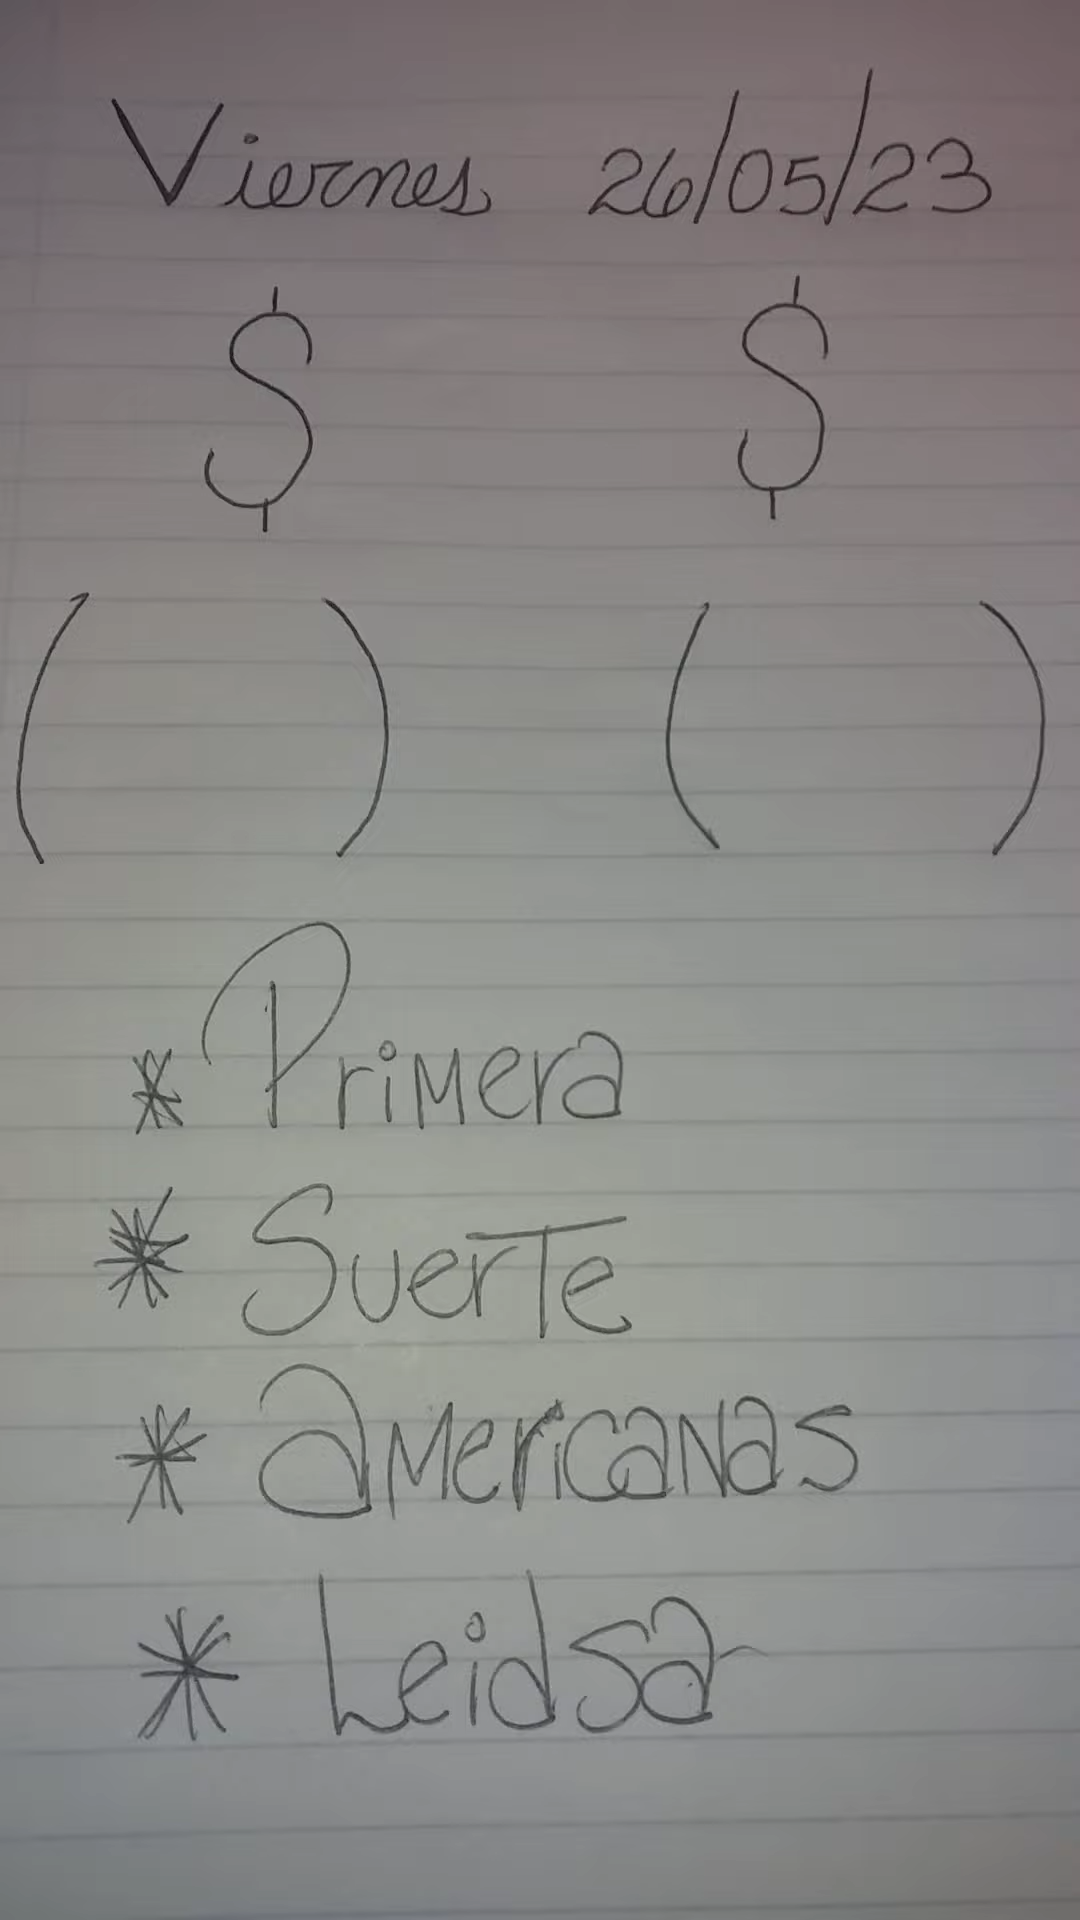 Viernes 26/05/23
$ $
( ) ( )
* Primera
* Suerte
* Americanas
* Leidsa